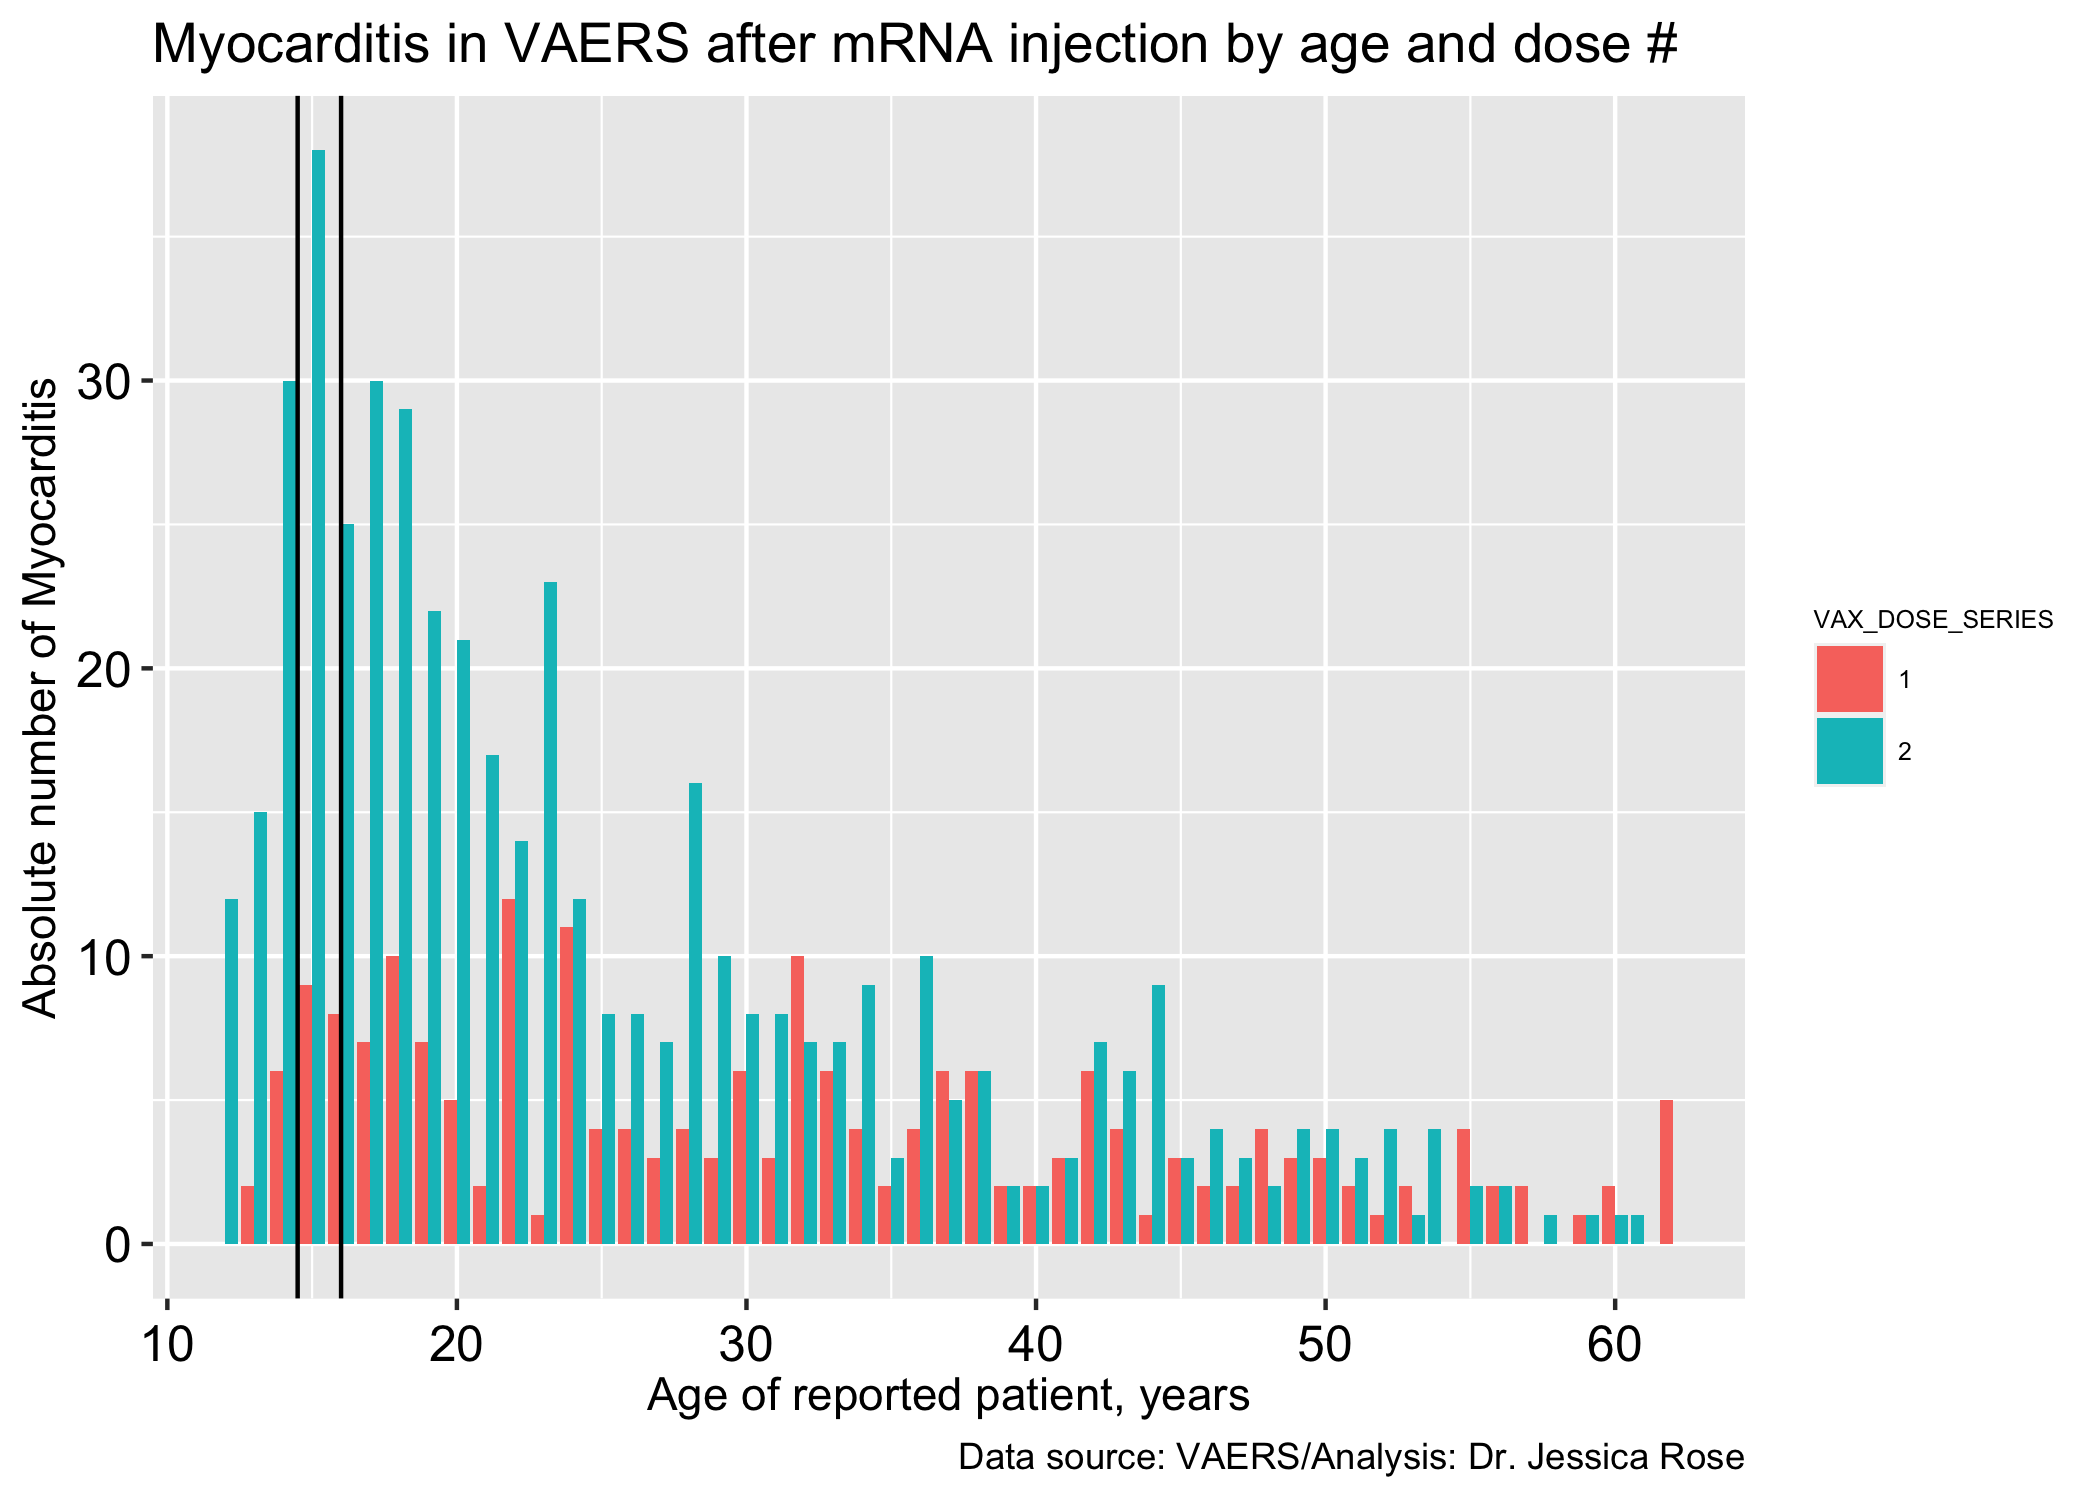 Myocarditis in VAERS after mRNA injection by age and dose #
Absolute number of Myocarditis
30
20
10
0
10 20 30 40 50 60
Age of reported patient, years
VAX_DOSE_SERIES
1
2
Data source: VAERS/Analysis: Dr. Jessica Rose